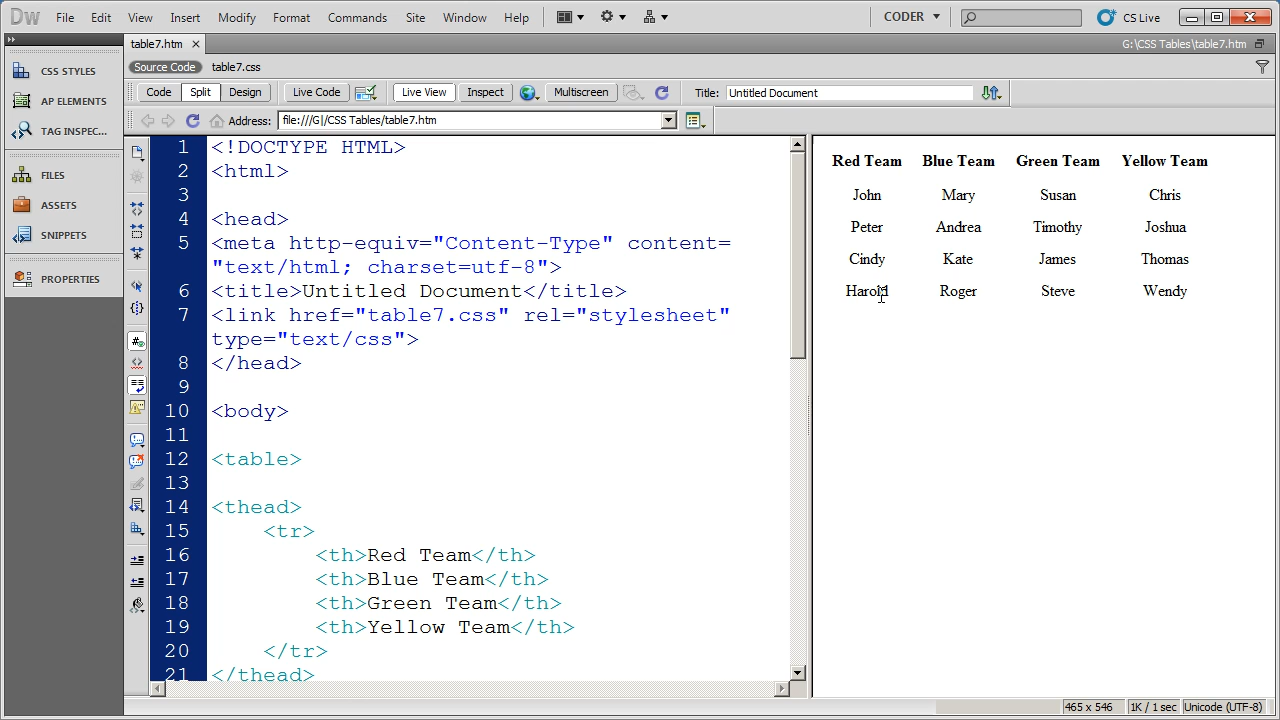 Dw File Edit View Insert Modify Format Commands Site Window Help CODER CS Live
table7.htm G:\CSS Tables\table7.htm
Source Code table7.css
Code Split Design Live Code Live View Inspect Multiscreen Title: Untitled Document
Address: file:///G|/CSS Tables/table7.htm
CSS STYLES
AP ELEMENTS
TAG INSPEC...
FILES
ASSETS
SNIPPETS
PROPERTIES
1 <!DOCTYPE HTML>
2 <html>
3
4 <head>
5 <meta http-equiv="Content-Type" content=
"text/html; charset=utf-8">
6 <title>Untitled Document</title>
7 <link href="table7.css" rel="stylesheet"
type="text/css">
8 </head>
9
10 <body>
11
12 <table>
13
14 <thead>
15 <tr>
16 <th>Red Team</th>
17 <th>Blue Team</th>
18 <th>Green Team</th>
19 <th>Yellow Team</th>
20 </tr>
21 </thead>
Red Team Blue Team Green Team Yellow Team
John Mary Susan Chris
Peter Andrea Timothy Joshua
Cindy Kate James Thomas
Harold Roger Steve Wendy
465 x 546 1K / 1 sec Unicode (UTF-8)